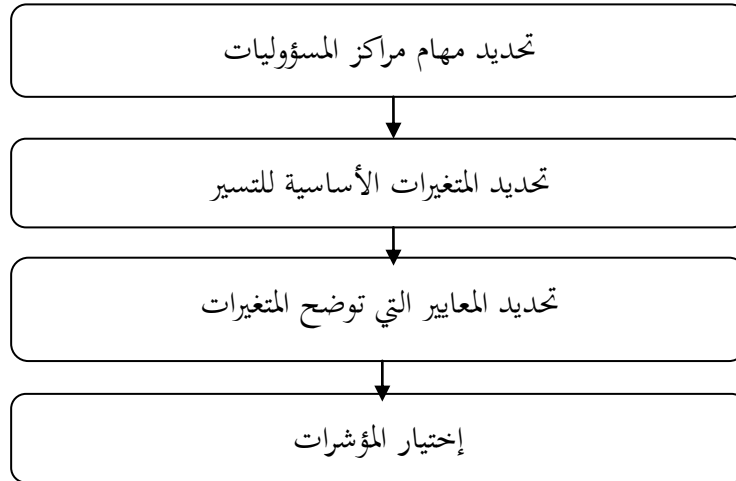 تحديد مهام مراكز المسؤوليات
تحديد المتغيرات الأساسية للتسير
تحديد المعايير التي توضح المتغيرات
إختيار المؤشرات